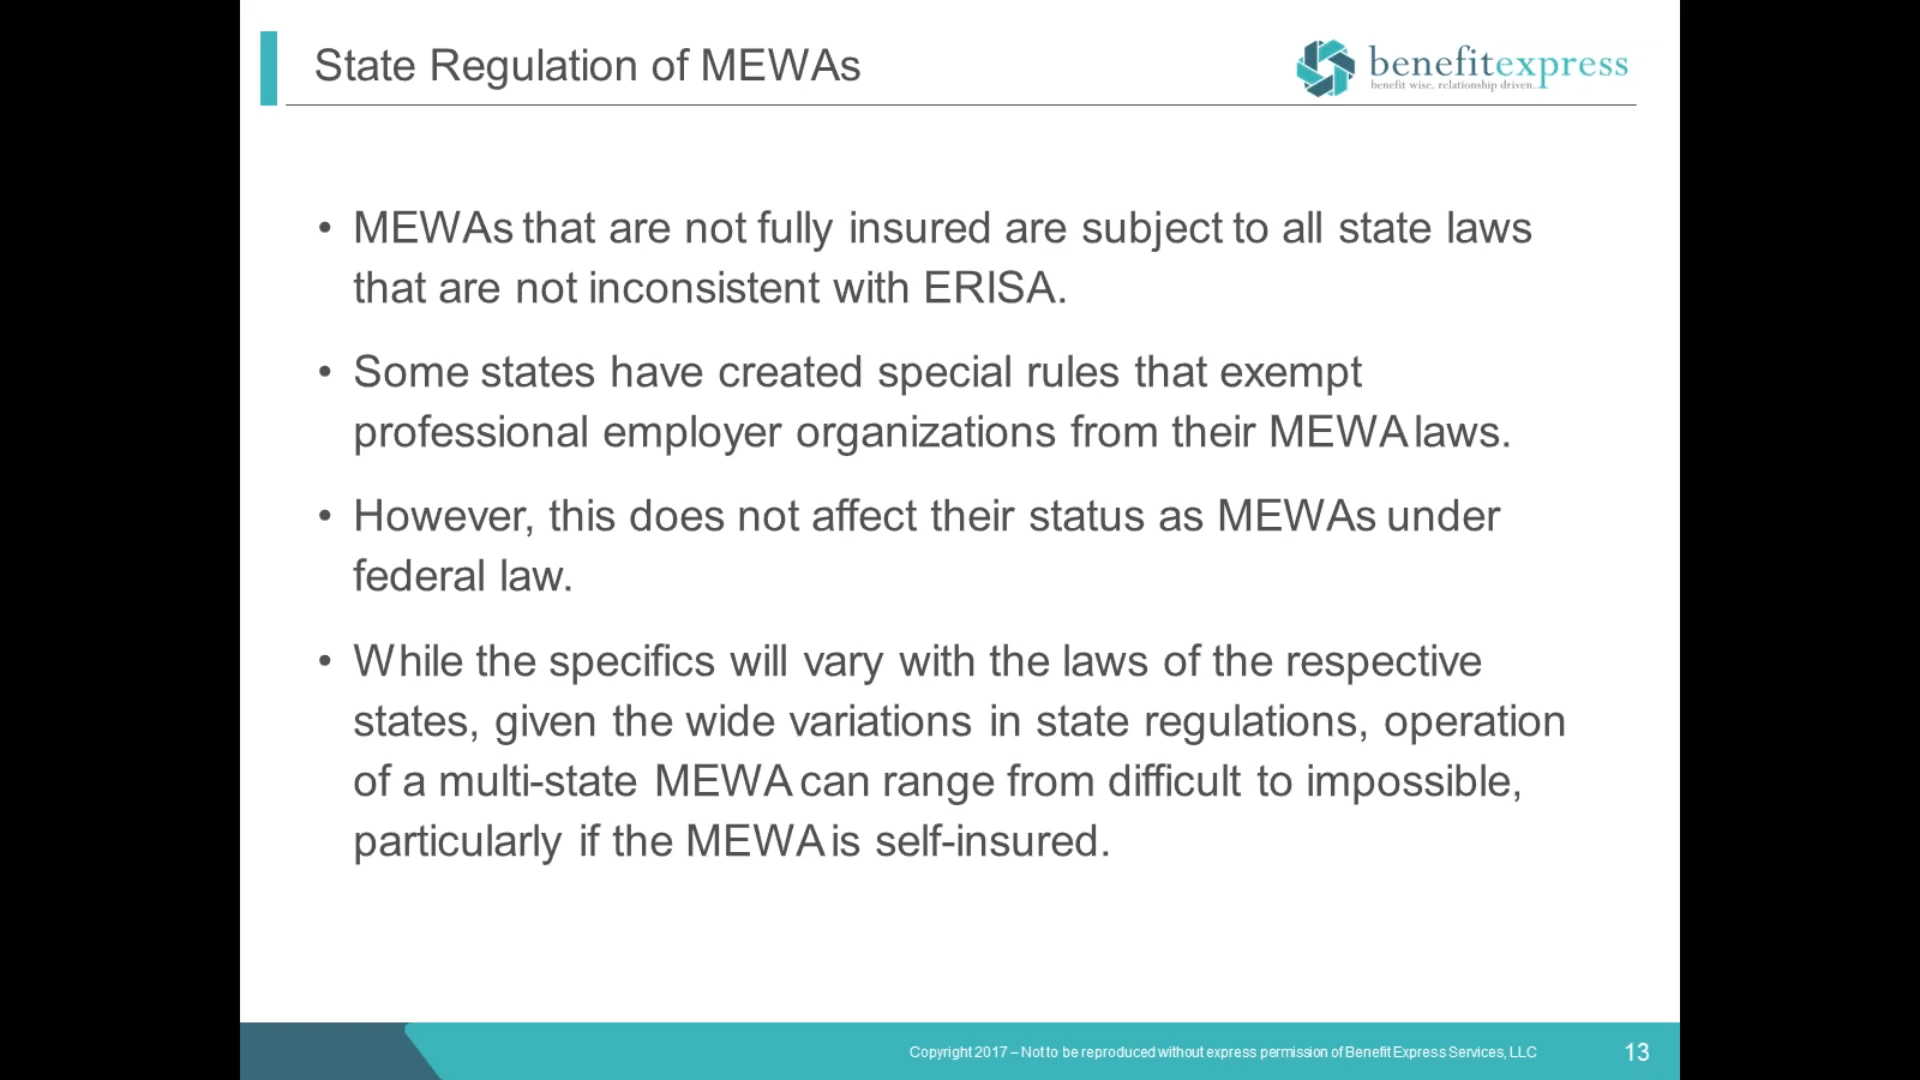 State Regulation of MEWAs
benefitexpress
benefit wise. relationship driven.
• MEWAs that are not fully insured are subject to all state laws
that are not inconsistent with ERISA.
• Some states have created special rules that exempt
professional employer organizations from their MEWA laws.
• However, this does not affect their status as MEWAs under
federal law.
• While the specifics will vary with the laws of the respective
states, given the wide variations in state regulations, operation
of a multi-state MEWA can range from difficult to impossible,
particularly if the MEWA is self-insured.
Copyright 2017 – Not to be reproduced without express permission of Benefit Express Services, LLC
13